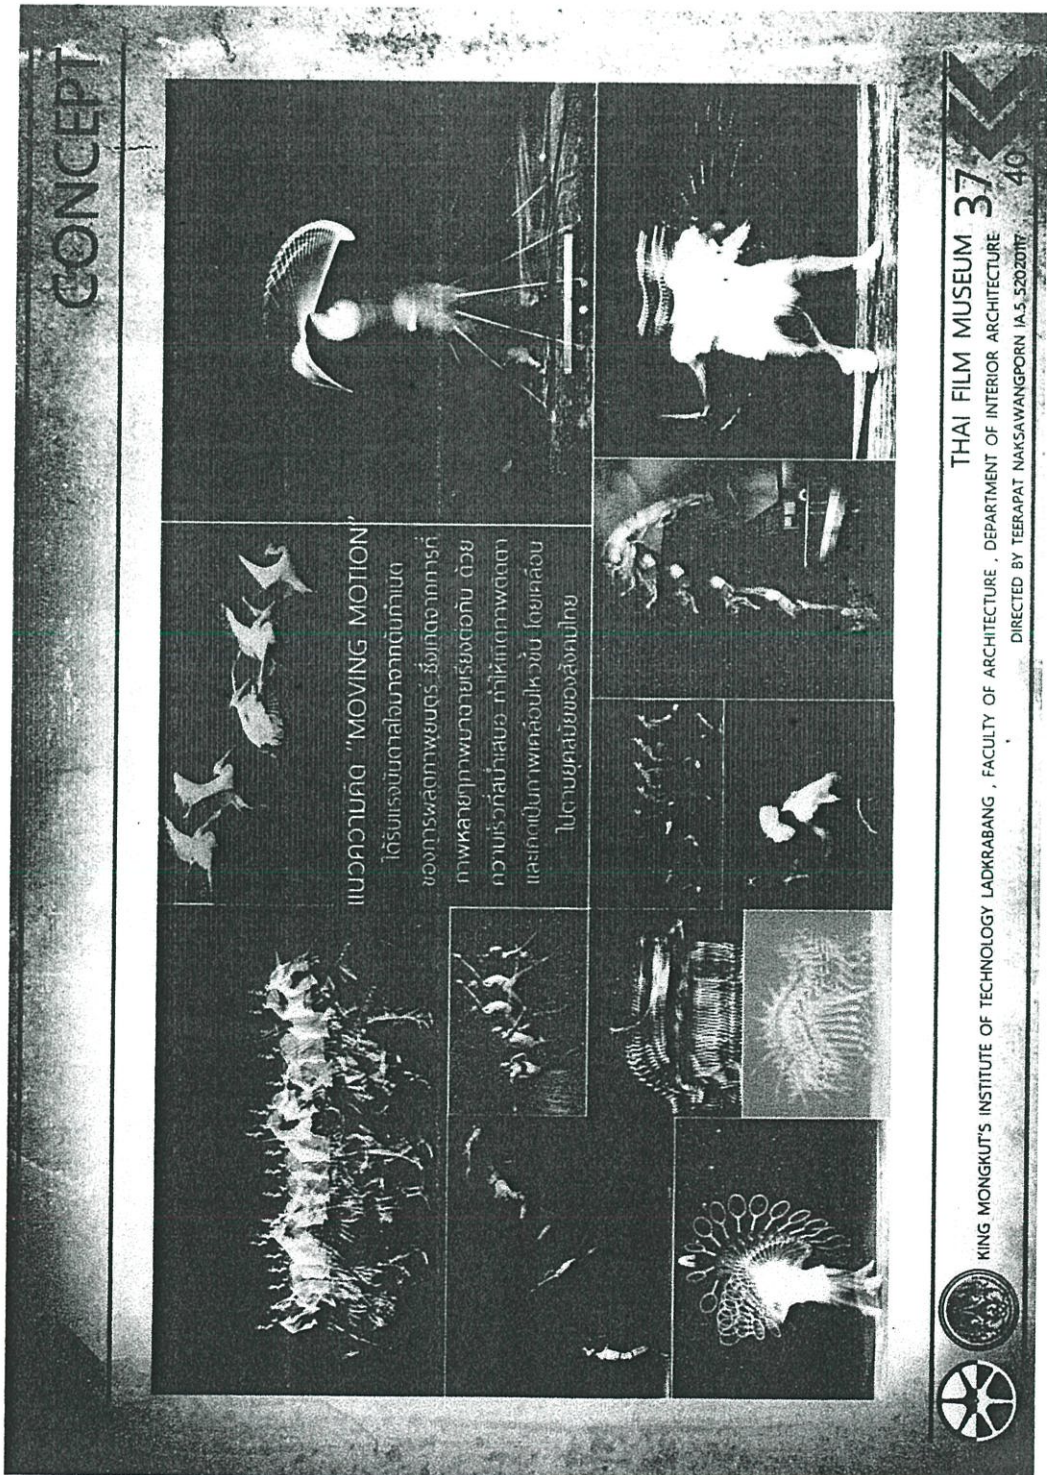 CONCEPT
แนวความคิด "MOVING MOTION"
ได้รับแรงบันดาลใจมาจากต้นกำเนิด
ของการผลิตภาพยนตร์ ซึ่งเกิดจากการที่
ภาพหลายๆภาพมาฉายเรียงต่อกัน ด้วย
ความเร็วที่สม่ำเสมอ ทำให้เกิดภาพติดตา
และเกิดเป็นภาพเคลื่อนไหวขึ้น โดยเคลื่อน
ไปตามยุคสมัยของสังคมไทย
THAI FILM MUSEUM 37
KING MONGKUT'S INSTITUTE OF TECHNOLOGY LADKRABANG , FACULTY OF ARCHITECTURE , DEPARTMENT OF INTERIOR ARCHITECTURE
DIRECTED BY TEERAPAT NAKSAWANGPORN IA.5 52020117 40